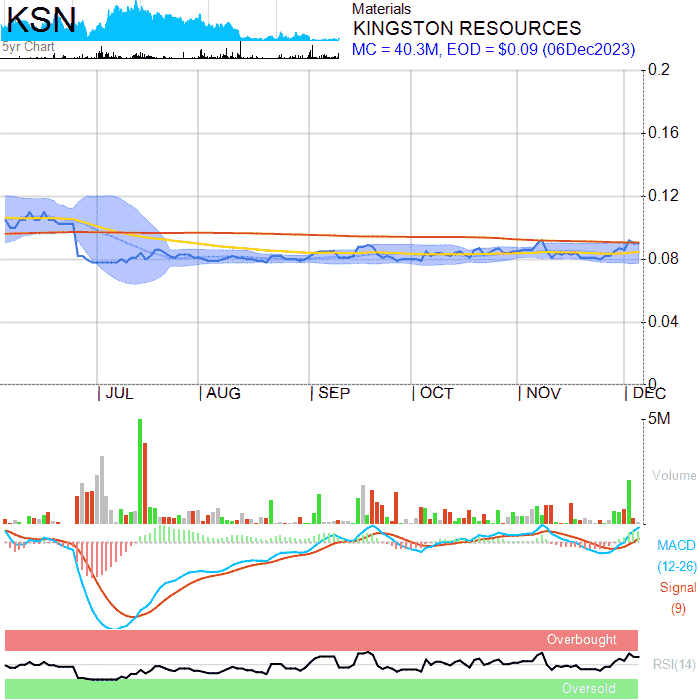 KSN
5yr Chart
Materials
KINGSTON RESOURCES
MC = 40.3M, EOD = $0.09 (06Dec2023)
0.2
0.16
0.12
0.08
0.04
0
JUL AUG SEP OCT NOV DEC
5M
Volume
MACD
(12-26)
Signal
(9)
Overbought
RSI(14)
Oversold